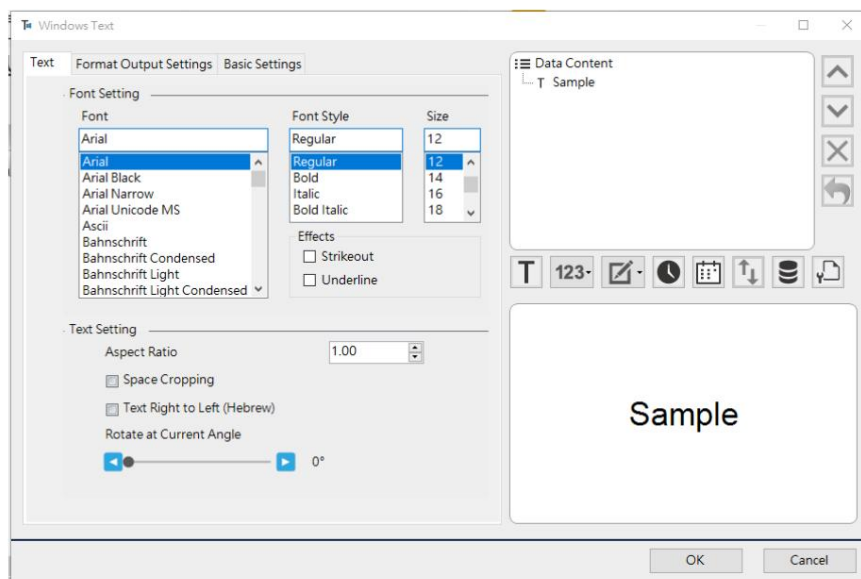 Windows Text
Text Format Output Settings Basic Settings
Font Setting
Font Font Style Size
Arial Regular 12
Arial Regular 12
Arial Black Bold 14
Arial Narrow Italic 16
Arial Unicode MS Bold Italic 18
Ascii
Bahnschrift
Bahnschrift Condensed
Bahnschrift Light
Bahnschrift Light Condensed
Effects
Strikeout
Underline
Text Setting
Aspect Ratio 1.00
Space Cropping
Text Right to Left (Hebrew)
Rotate at Current Angle
0°
Data Content
T Sample
T 123
Sample
OK Cancel